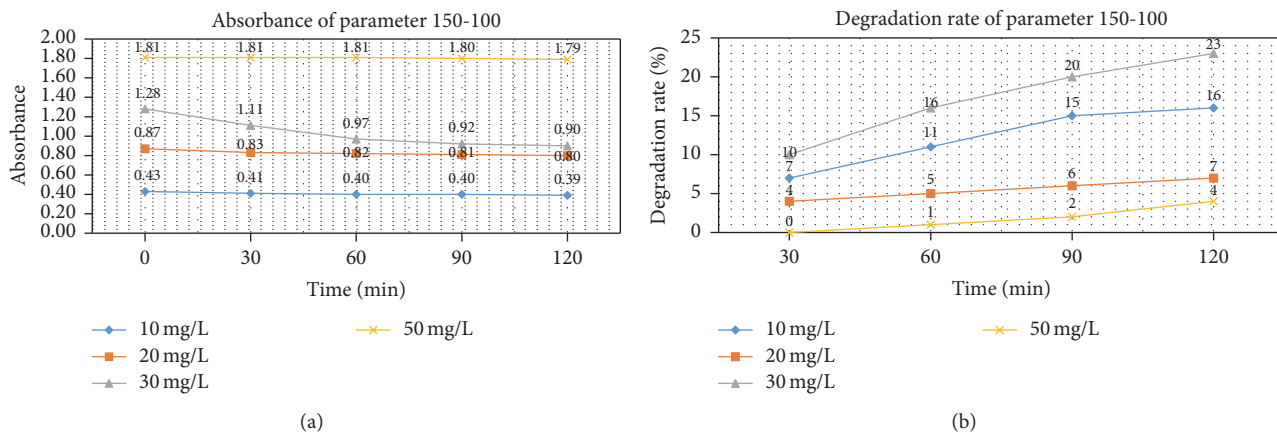 Absorbance of parameter 150-100
2.00
1.80
1.60
1.40
1.20
1.00
0.80
0.60
0.40
0.20
0.00
Absorbance
1.81 1.81 1.81 1.80 1.79
1.28 1.11 0.97 0.92 0.90
0.87 0.83 0.82 0.81 0.80
0.43 0.41 0.40 0.40 0.39
0 30 60 90 120
Time (min)
10 mg/L
20 mg/L
30 mg/L
50 mg/L
(a)
Degradation rate of parameter 150-100
25
20
15
10
5
0
Degradation rate (%)
10 16 20 23
7 11 15 16
4 5 6 7
0 1 2 4
30 60 90 120
Time (min)
10 mg/L
20 mg/L
30 mg/L
50 mg/L
(b)